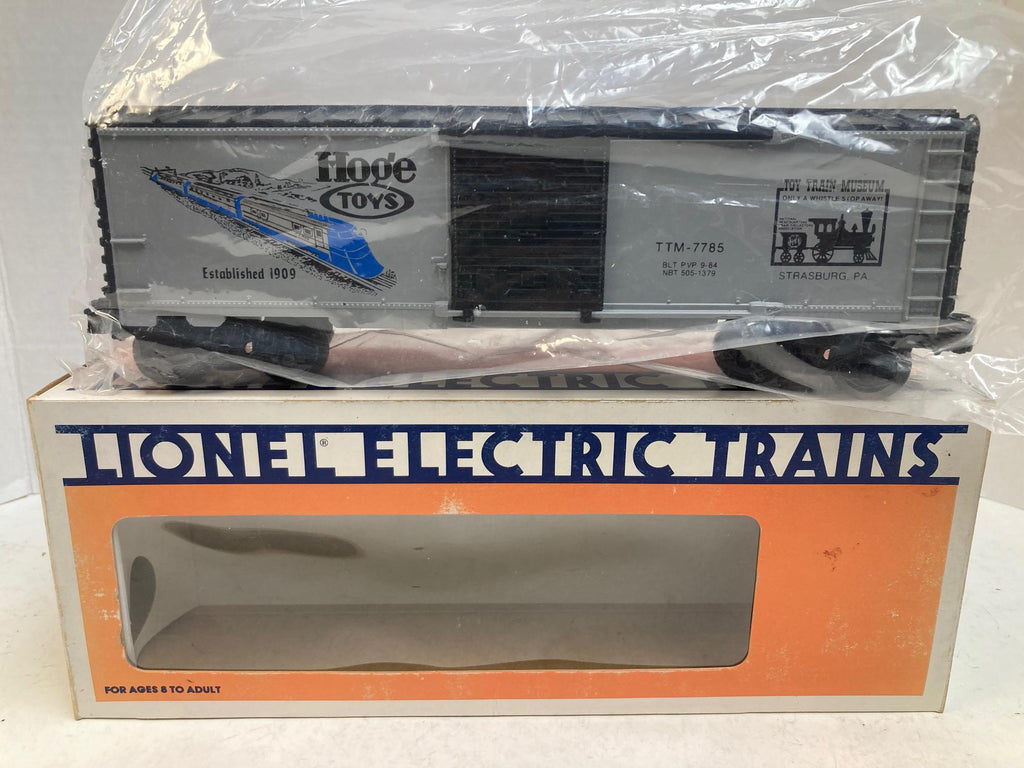 Hoge
TOYS
Established 1909
TTM-7785
BLT PVP 9-84
NBT 505-1379
TOY TRAIN MUSEUM
ONLY A WHISTLE STOP AWAY!
STRASBURG, PA
ELECTRIC T
LIONEL® ELECTRIC TRAINS
FOR AGES 8 TO ADULT